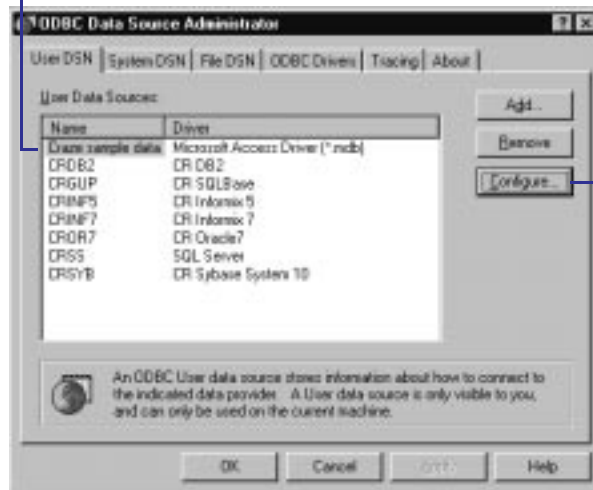 ODBC Data Source Administrator
User DSN System DSN File DSN ODBC Drivers Tracing About
User Data Sources:
Add...
Name Driver
Remove
Craze sample data Microsoft Access Driver (*.mdb)
Configure...
CRDB2 CR DB2
CRGUP CR SQLBase
CRINF5 CR Informix 5
CRINF7 CR Informix 7
CROR7 CR Oracle7
CRSS SQL Server
CRSYB CR Sybase System 10
An ODBC User data source stores information about how to connect to
the indicated data provider. A User data source is only visible to you,
and can only be used on the current machine.
OK Cancel Help